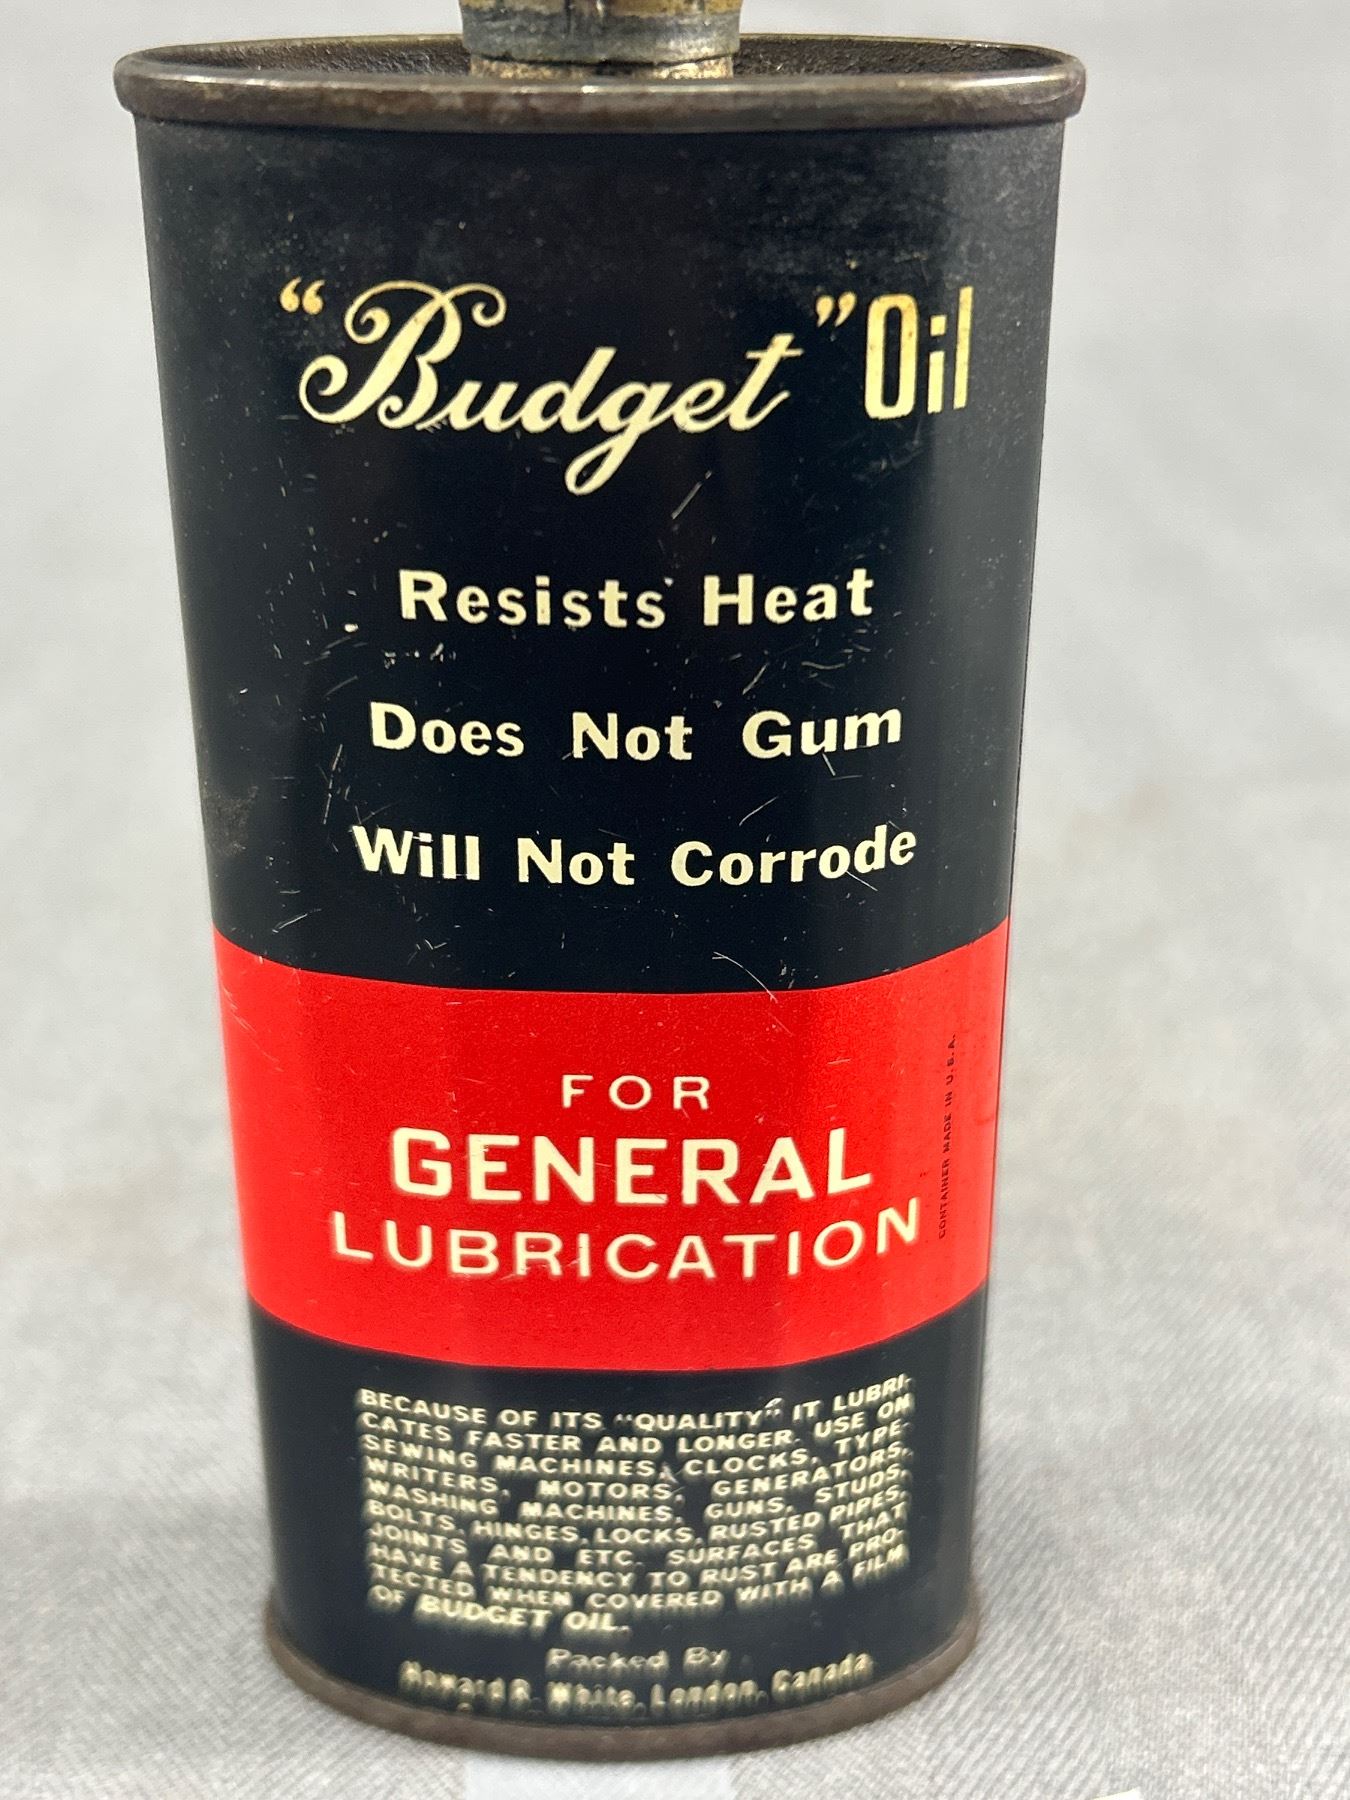 “Budget” Oil
Resists Heat
Does Not Gum
Will Not Corrode
FOR
GENERAL
LUBRICATION
CONTAINER MADE IN U.S.A.
BECAUSE OF ITS “QUALITY” IT LUBRI-
CATES FASTER AND LONGER. USE ON
SEWING MACHINES, CLOCKS, TYPE-
WRITERS, MOTORS, GENERATORS,
WASHING MACHINES, GUNS, STUDS,
BOLTS, HINGES, LOCKS, RUSTED PIPES,
JOINTS AND ETC. SURFACES THAT
HAVE A TENDENCY TO RUST ARE PRO-
TECTED WHEN COVERED WITH A FILM
OF BUDGET OIL.
Packed By
Howard R. White, London, Canada